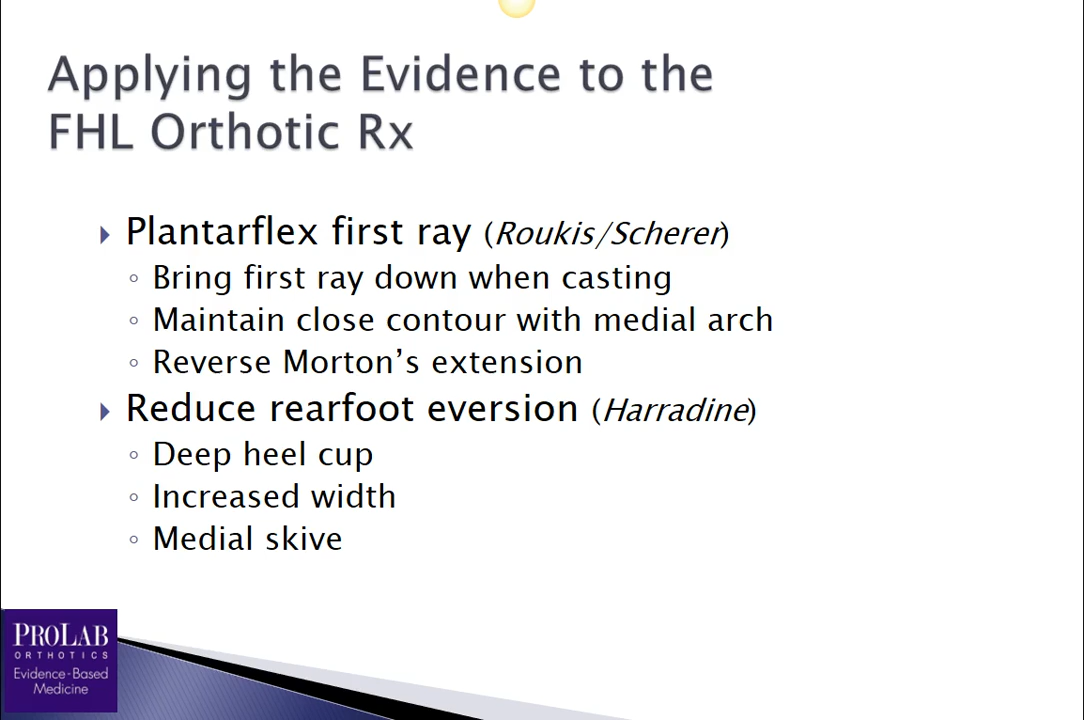 Applying the Evidence to the
FHL Orthotic Rx
Plantarflex first ray (Roukis/Scherer)
Bring first ray down when casting
Maintain close contour with medial arch
Reverse Morton’s extension
Reduce rearfoot eversion (Harradine)
Deep heel cup
Increased width
Medial skive
PROLAB
ORTHOTICS
Evidence-Based
Medicine